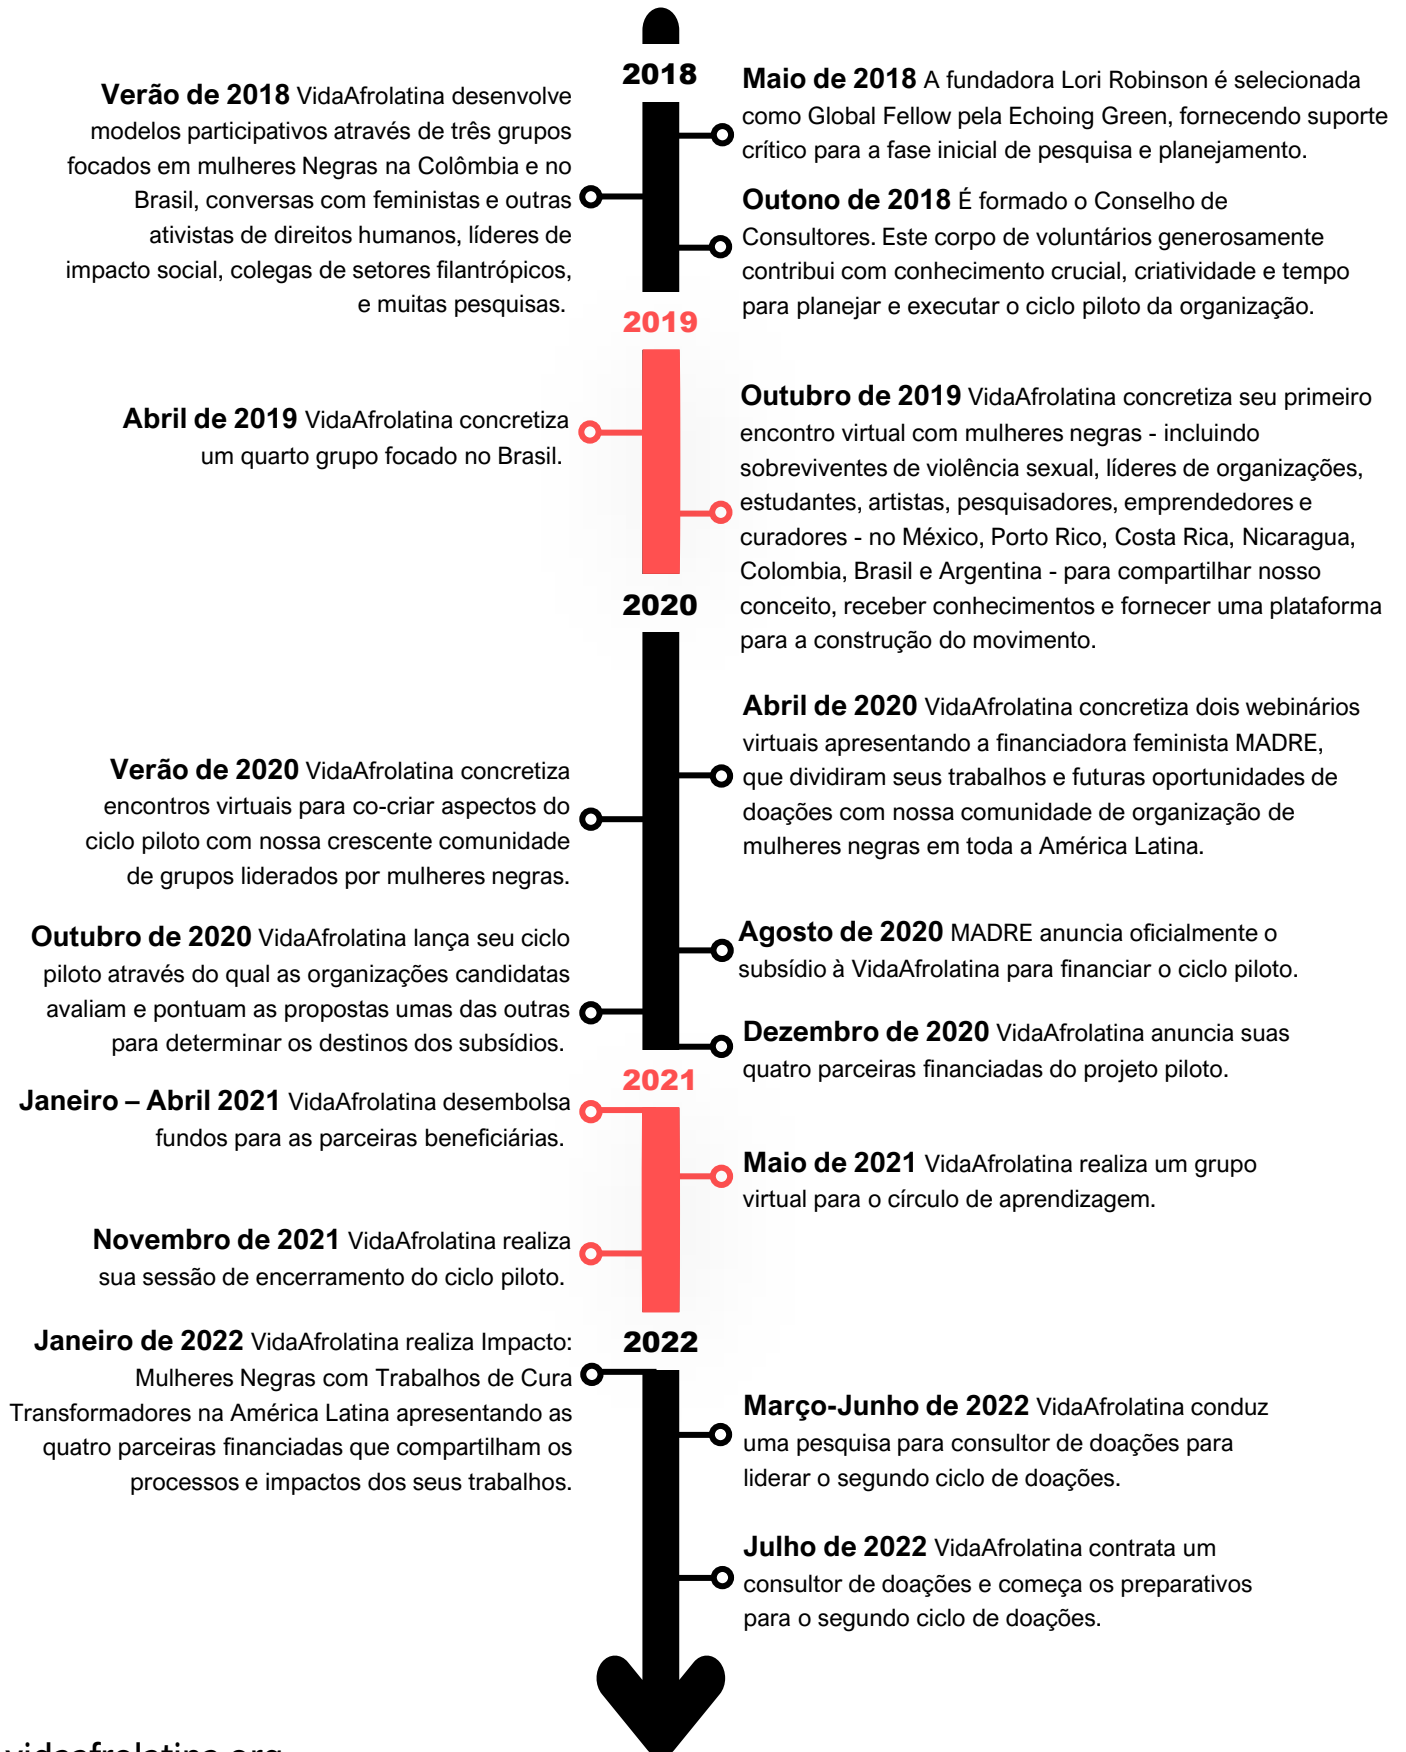 2018
Maio de 2018 A fundadora Lori Robinson é selecionada
como Global Fellow pela Echoing Green, fornecendo suporte
crítico para a fase inicial de pesquisa e planejamento.
Verão de 2018 VidaAfrolatina desenvolve
modelos participativos através de três grupos
focados em mulheres Negras na Colômbia e no
Brasil, conversas com feministas e outras
ativistas de direitos humanos, líderes de
impacto social, colegas de setores filantrópicos,
e muitas pesquisas.
Outono de 2018 É formado o Conselho de
Consultores. Este corpo de voluntários generosamente
contribui com conhecimento crucial, criatividade e tempo
para planejar e executar o ciclo piloto da organização.
2019
Abril de 2019 VidaAfrolatina concretiza
um quarto grupo focado no Brasil.
Outubro de 2019 VidaAfrolatina concretiza seu primeiro
encontro virtual com mulheres negras - incluindo
sobreviventes de violência sexual, líderes de organizações,
estudantes, artistas, pesquisadores, emprendedores e
curadores - no México, Porto Rico, Costa Rica, Nicaragua,
Colombia, Brasil e Argentina - para compartilhar nosso
conceito, receber conhecimentos e fornecer uma plataforma
para a construção do movimento.
2020
Abril de 2020 VidaAfrolatina concretiza dois webinários
virtuais apresentando a financiadora feminista MADRE,
que dividiram seus trabalhos e futuras oportunidades de
doações com nossa comunidade de organização de
mulheres negras em toda a América Latina.
Verão de 2020 VidaAfrolatina concretiza
encontros virtuais para co-criar aspectos do
ciclo piloto com nossa crescente comunidade
de grupos liderados por mulheres negras.
Agosto de 2020 MADRE anuncia oficialmente o
subsídio à VidaAfrolatina para financiar o ciclo piloto.
Outubro de 2020 VidaAfrolatina lança seu ciclo
piloto através do qual as organizações candidatas
avaliam e pontuam as propostas umas das outras
para determinar os destinos dos subsídios.
Dezembro de 2020 VidaAfrolatina anuncia suas
quatro parceiras financiadas do projeto piloto.
2021
Janeiro – Abril 2021 VidaAfrolatina desembolsa
fundos para as parceiras beneficiárias.
Maio de 2021 VidaAfrolatina realiza um grupo
virtual para o círculo de aprendizagem.
Novembro de 2021 VidaAfrolatina realiza
sua sessão de encerramento do ciclo piloto.
2022
Janeiro de 2022 VidaAfrolatina realiza Impacto:
Mulheres Negras com Trabalhos de Cura
Transformadores na América Latina apresentando as
quatro parceiras financiadas que compartilham os
processos e impactos dos seus trabalhos.
Março-Junho de 2022 VidaAfrolatina conduz
uma pesquisa para consultor de doações para
liderar o segundo ciclo de doações.
Julho de 2022 VidaAfrolatina contrata um
consultor de doações e começa os preparativos
para o segundo ciclo de doações.
vidaafrolatina.org